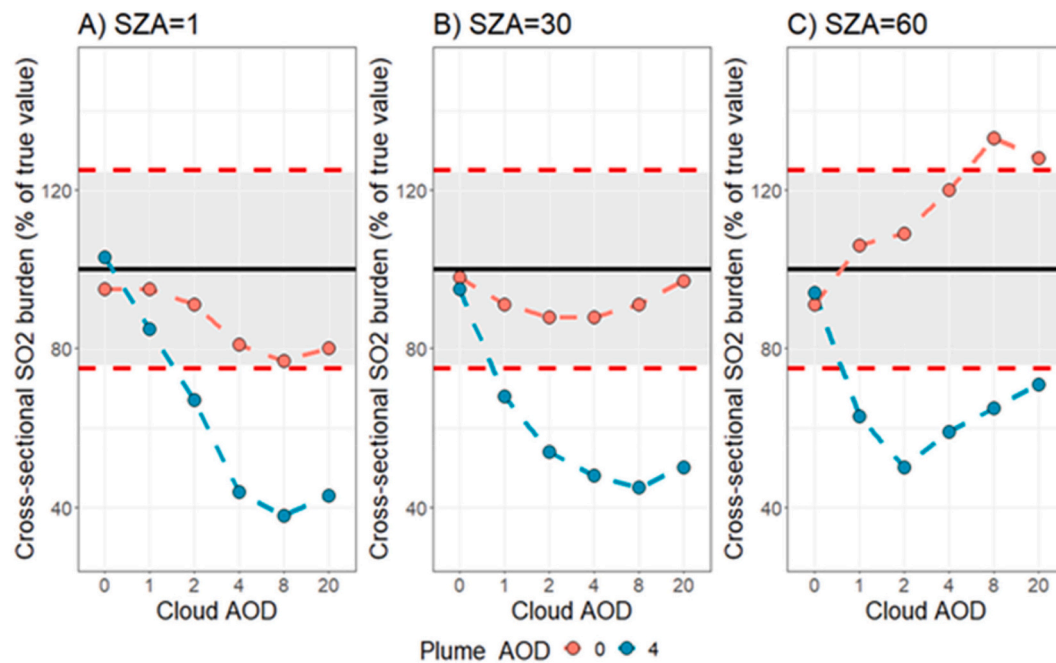 A) SZA=1
B) SZA=30
C) SZA=60
Cross-sectional SO2 burden (% of true value)
120
80
40
0 1 2 4 8 20
Cloud AOD
Cross-sectional SO2 burden (% of true value)
120
80
40
0 1 2 4 8 20
Cloud AOD
Cross-sectional SO2 burden (% of true value)
120
80
40
0 1 2 4 8 20
Cloud AOD
Plume AOD 0 4